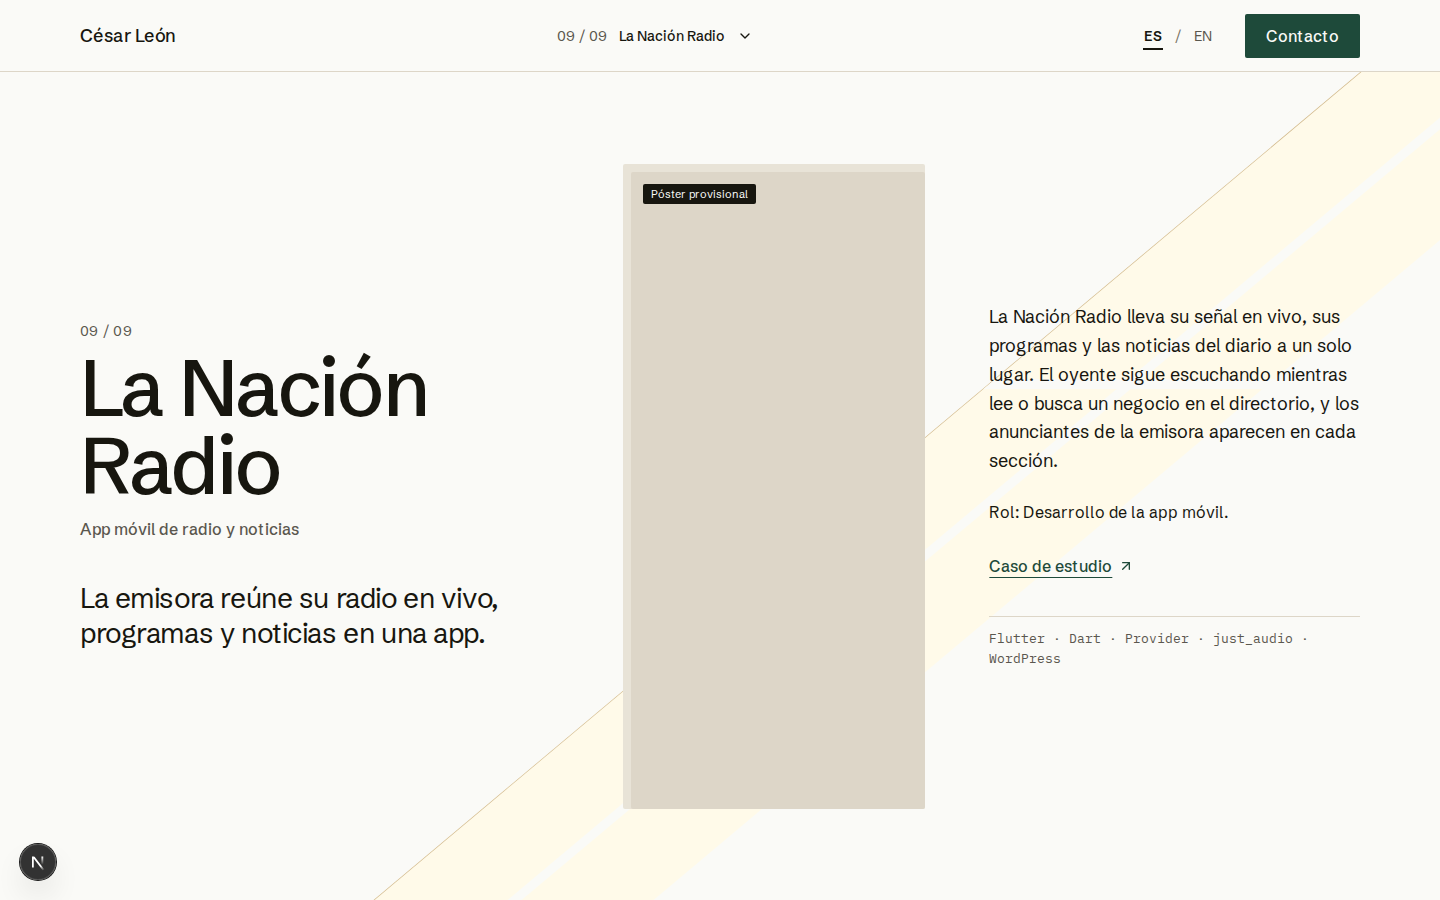 César León
09 / 09 La Nación Radio
ES / EN
Contacto
09 / 09
La Nación
Radio
App móvil de radio y noticias
La emisora reúne su radio en vivo,
programas y noticias en una app.
Póster provisional
La Nación Radio lleva su señal en vivo, sus
programas y las noticias del diario a un solo
lugar. El oyente sigue escuchando mientras
lee o busca un negocio en el directorio, y los
anunciantes de la emisora aparecen en cada
sección.
Rol: Desarrollo de la app móvil.
Caso de estudio
Flutter · Dart · Provider · just_audio ·
WordPress
N